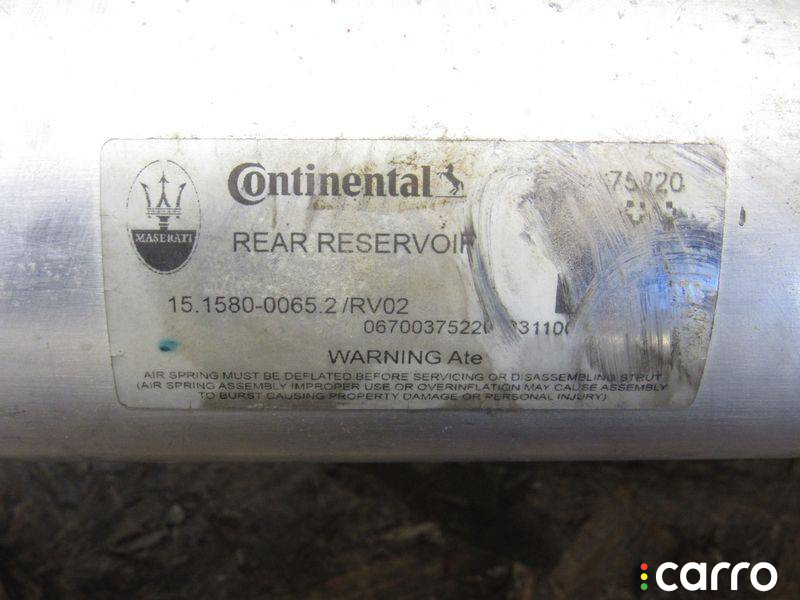 MASERATI
Continental
REAR RESERVOIR
15.1580-0065.2 /RV02
WARNING Ate
AIR SPRING MUST BE DEFLATED BEFORE SERVICING OR DISASSEMBLING STRUT
(AIR SPRING ASSEMBLY IMPROPER USE OR OVERINFLATION MAY CAUSE ASSEMBLY
TO BURST CAUSING PROPERTY DAMAGE OR PERSONAL INJURY)
carro